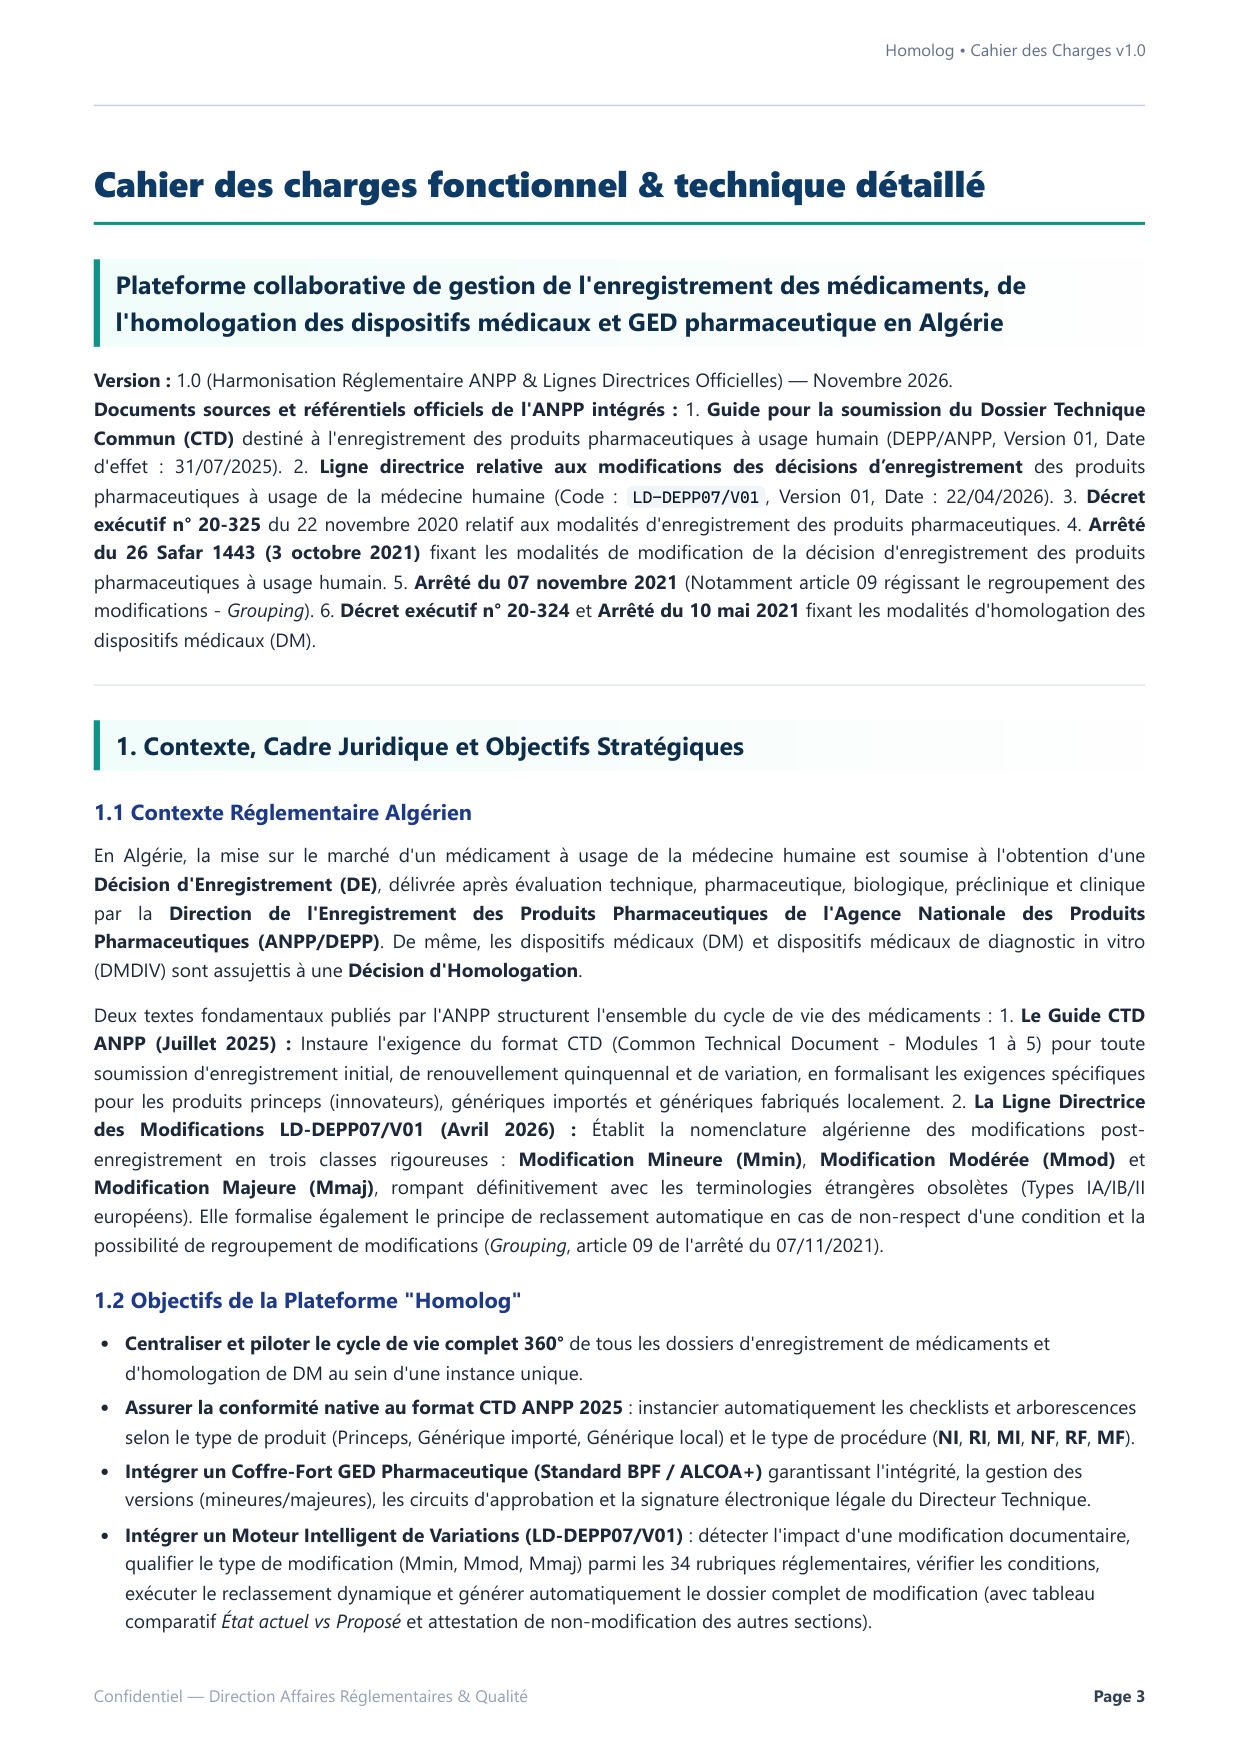 Homolog • Cahier des Charges v1.0
Cahier des charges fonctionnel & technique détaillé
Plateforme collaborative de gestion de l'enregistrement des médicaments, de
l'homologation des dispositifs médicaux et GED pharmaceutique en Algérie
Version : 1.0 (Harmonisation Réglementaire ANPP & Lignes Directrices Officielles) — Novembre 2026.
Documents sources et référentiels officiels de l'ANPP intégrés : 1. Guide pour la soumission du Dossier Technique
Commun (CTD) destiné à l'enregistrement des produits pharmaceutiques à usage humain (DEPP/ANPP, Version 01, Date
d'effet : 31/07/2025). 2. Ligne directrice relative aux modifications des décisions d’enregistrement des produits
pharmaceutiques à usage de la médecine humaine (Code : LD-DEPP07/V01, Version 01, Date : 22/04/2026). 3. Décret
exécutif n° 20-325 du 22 novembre 2020 relatif aux modalités d'enregistrement des produits pharmaceutiques. 4. Arrêté
du 26 Safar 1443 (3 octobre 2021) fixant les modalités de modification de la décision d'enregistrement des produits
pharmaceutiques à usage humain. 5. Arrêté du 07 novembre 2021 (Notamment article 09 régissant le regroupement des
modifications - Grouping). 6. Décret exécutif n° 20-324 et Arrêté du 10 mai 2021 fixant les modalités d'homologation des
dispositifs médicaux (DM).
1. Contexte, Cadre Juridique et Objectifs Stratégiques
1.1 Contexte Réglementaire Algérien
En Algérie, la mise sur le marché d'un médicament à usage de la médecine humaine est soumise à l'obtention d'une
Décision d'Enregistrement (DE), délivrée après évaluation technique, pharmaceutique, biologique, préclinique et clinique
par la Direction de l'Enregistrement des Produits Pharmaceutiques de l'Agence Nationale des Produits
Pharmaceutiques (ANPP/DEPP). De même, les dispositifs médicaux (DM) et dispositifs médicaux de diagnostic in vitro
(DMDIV) sont assujettis à une Décision d'Homologation.
Deux textes fondamentaux publiés par l'ANPP structurent l'ensemble du cycle de vie des médicaments : 1. Le Guide CTD
ANPP (Juillet 2025) : Instaure l'exigence du format CTD (Common Technical Document - Modules 1 à 5) pour toute
soumission d'enregistrement initial, de renouvellement quinquennal et de variation, en formalisant les exigences spécifiques
pour les produits princeps (innovateurs), génériques importés et génériques fabriqués localement. 2. La Ligne Directrice
des Modifications LD-DEPP07/V01 (Avril 2026) : Établit la nomenclature algérienne des modifications post-
enregistrement en trois classes rigoureuses : Modification Mineure (Mmin), Modification Modérée (Mmod) et
Modification Majeure (Mmaj), rompant définitivement avec les terminologies étrangères obsolètes (Types IA/IB/II
européens). Elle formalise également le principe de reclassement automatique en cas de non-respect d'une condition et la
possibilité de regroupement de modifications (Grouping, article 09 de l'arrêté du 07/11/2021).
1.2 Objectifs de la Plateforme "Homolog"
• Centraliser et piloter le cycle de vie complet 360° de tous les dossiers d'enregistrement de médicaments et
d'homologation de DM au sein d'une instance unique.
• Assurer la conformité native au format CTD ANPP 2025 : instancier automatiquement les checklists et arborescences
selon le type de produit (Princeps, Générique importé, Générique local) et le type de procédure (NI, RI, MI, NF, RF, MF).
• Intégrer un Coffre-Fort GED Pharmaceutique (Standard BPF / ALCOA+) garantissant l'intégrité, la gestion des
versions (mineures/majeures), les circuits d'approbation et la signature électronique légale du Directeur Technique.
• Intégrer un Moteur Intelligent de Variations (LD-DEPP07/V01) : détecter l'impact d'une modification documentaire,
qualifier le type de modification (Mmin, Mmod, Mmaj) parmi les 34 rubriques réglementaires, vérifier les conditions,
exécuter le reclassement dynamique et générer automatiquement le dossier complet de modification (avec tableau
comparatif État actuel vs Proposé et attestation de non-modification des autres sections).
Confidentiel — Direction Affaires Réglementaires & Qualité
Page 3